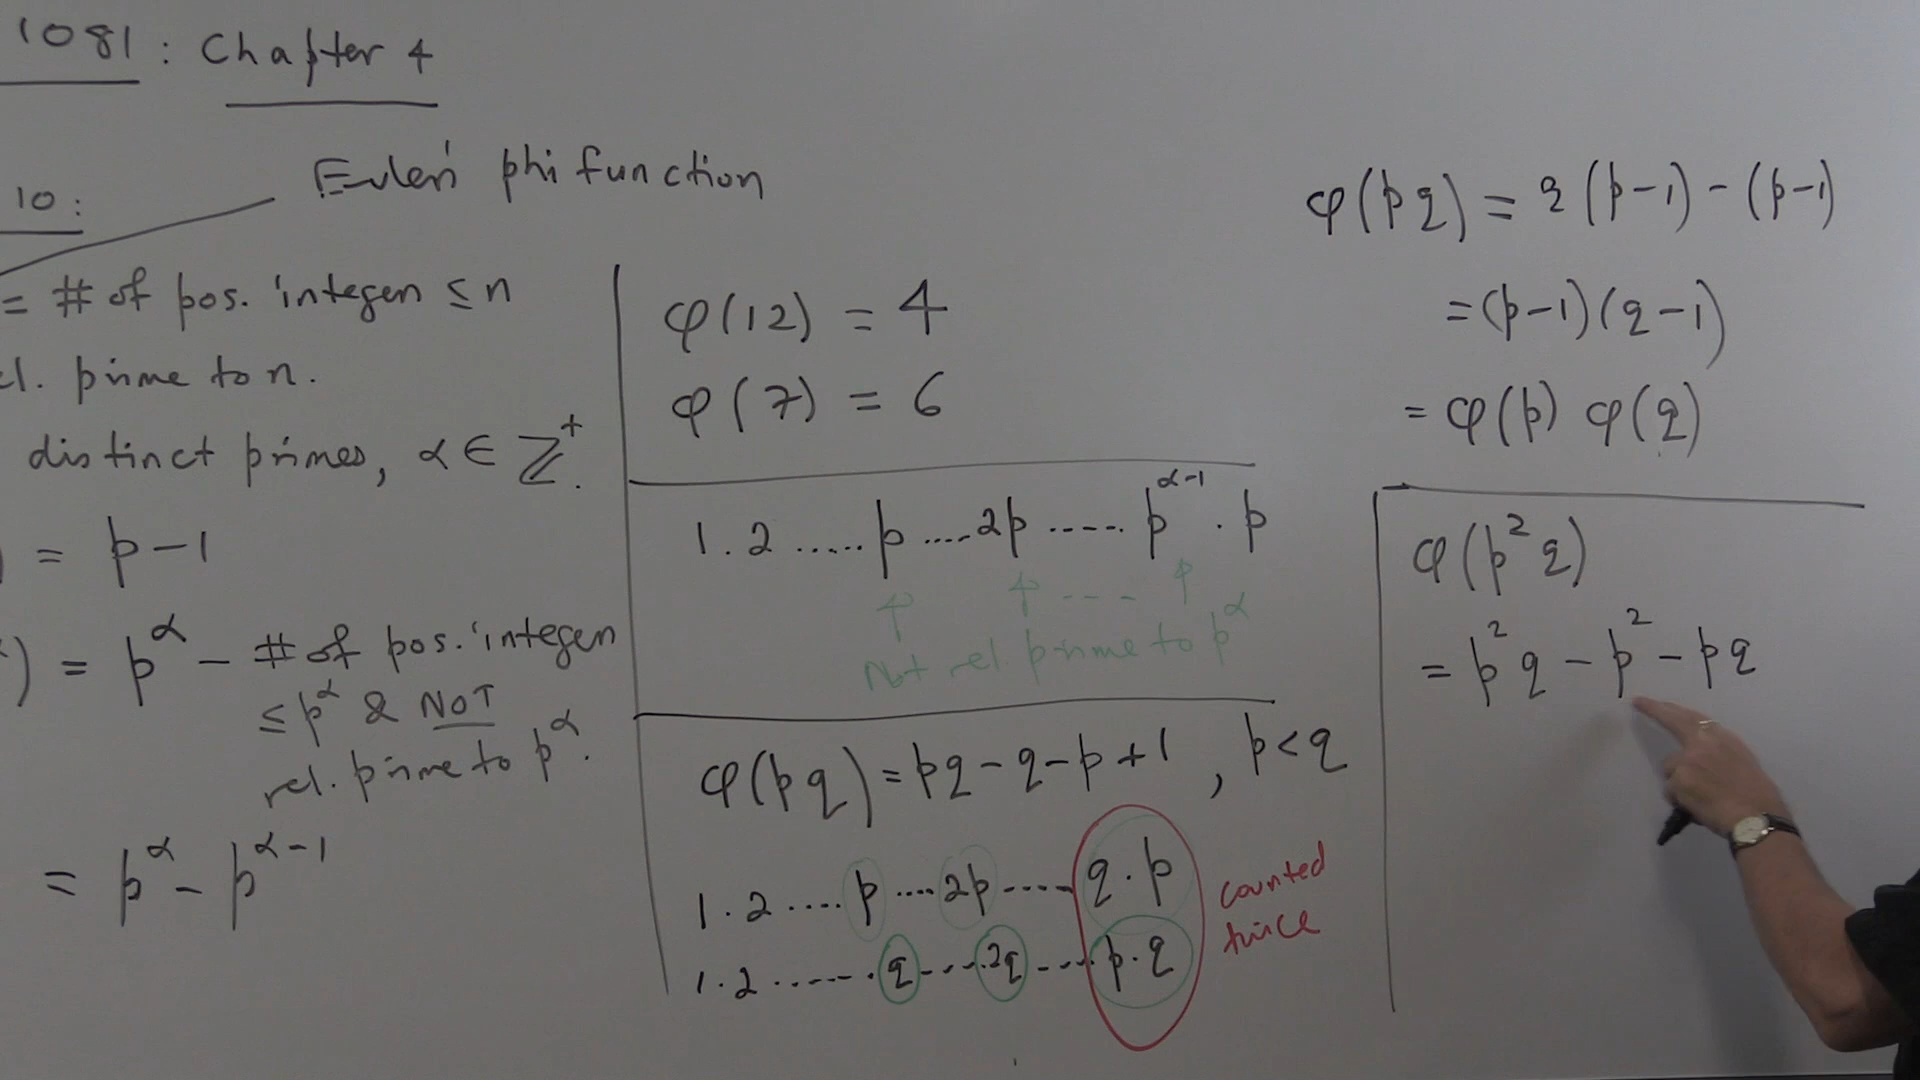 1081 : Chapter 4
Euler's phi function
10 :
= # of pos. integers ≤ n
el. prime to n.
distinct primes, α ∈ ℤ⁺.
) = p-1
) = p^α - # of pos. integers
≤ p^α & NOT
rel. prime to p^α.
= p^α - p^(α-1)
φ(12) = 4
φ(7) = 6
1.2 ..... p .... 2p ..... p^(α-1) . p
↑ ↑ --- ↑
Not rel. prime to p^α
φ(pq) = pq - q - p + 1 , p < q
1.2 .... p .... 2p ..... q.p
1.2 ...... q .... 2q .... p.q
counted
twice
φ(pq) = q(p-1) - (p-1)
= (p-1)(q-1)
= φ(p) φ(q)
φ(p²q)
= p²q - p² - pq